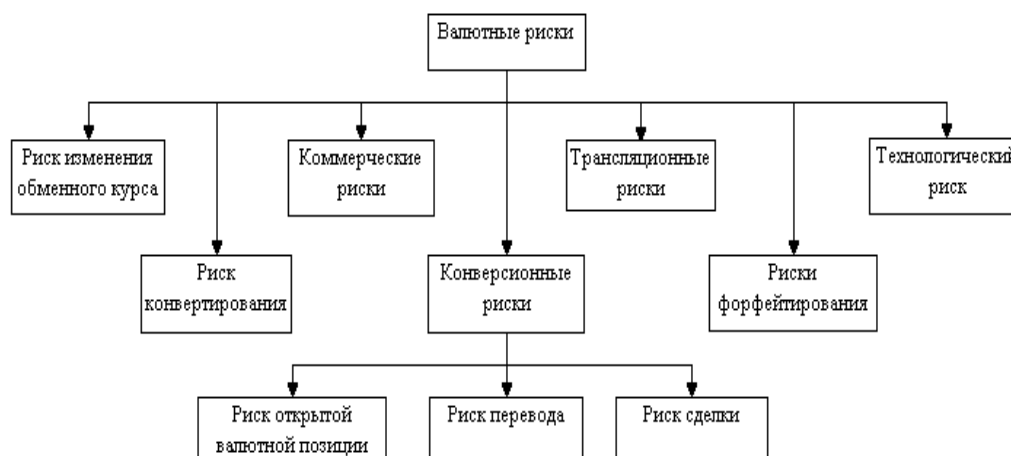 Валютные риски
Риск изменения
обменного курса
Коммерческие
риски
Трансляционные
риски
Технологический
риск
Риск
конвертирования
Конверсионные
риски
Риски
форфейтирования
Риск открытой
валютной позиции
Риск перевода
Риск сделки